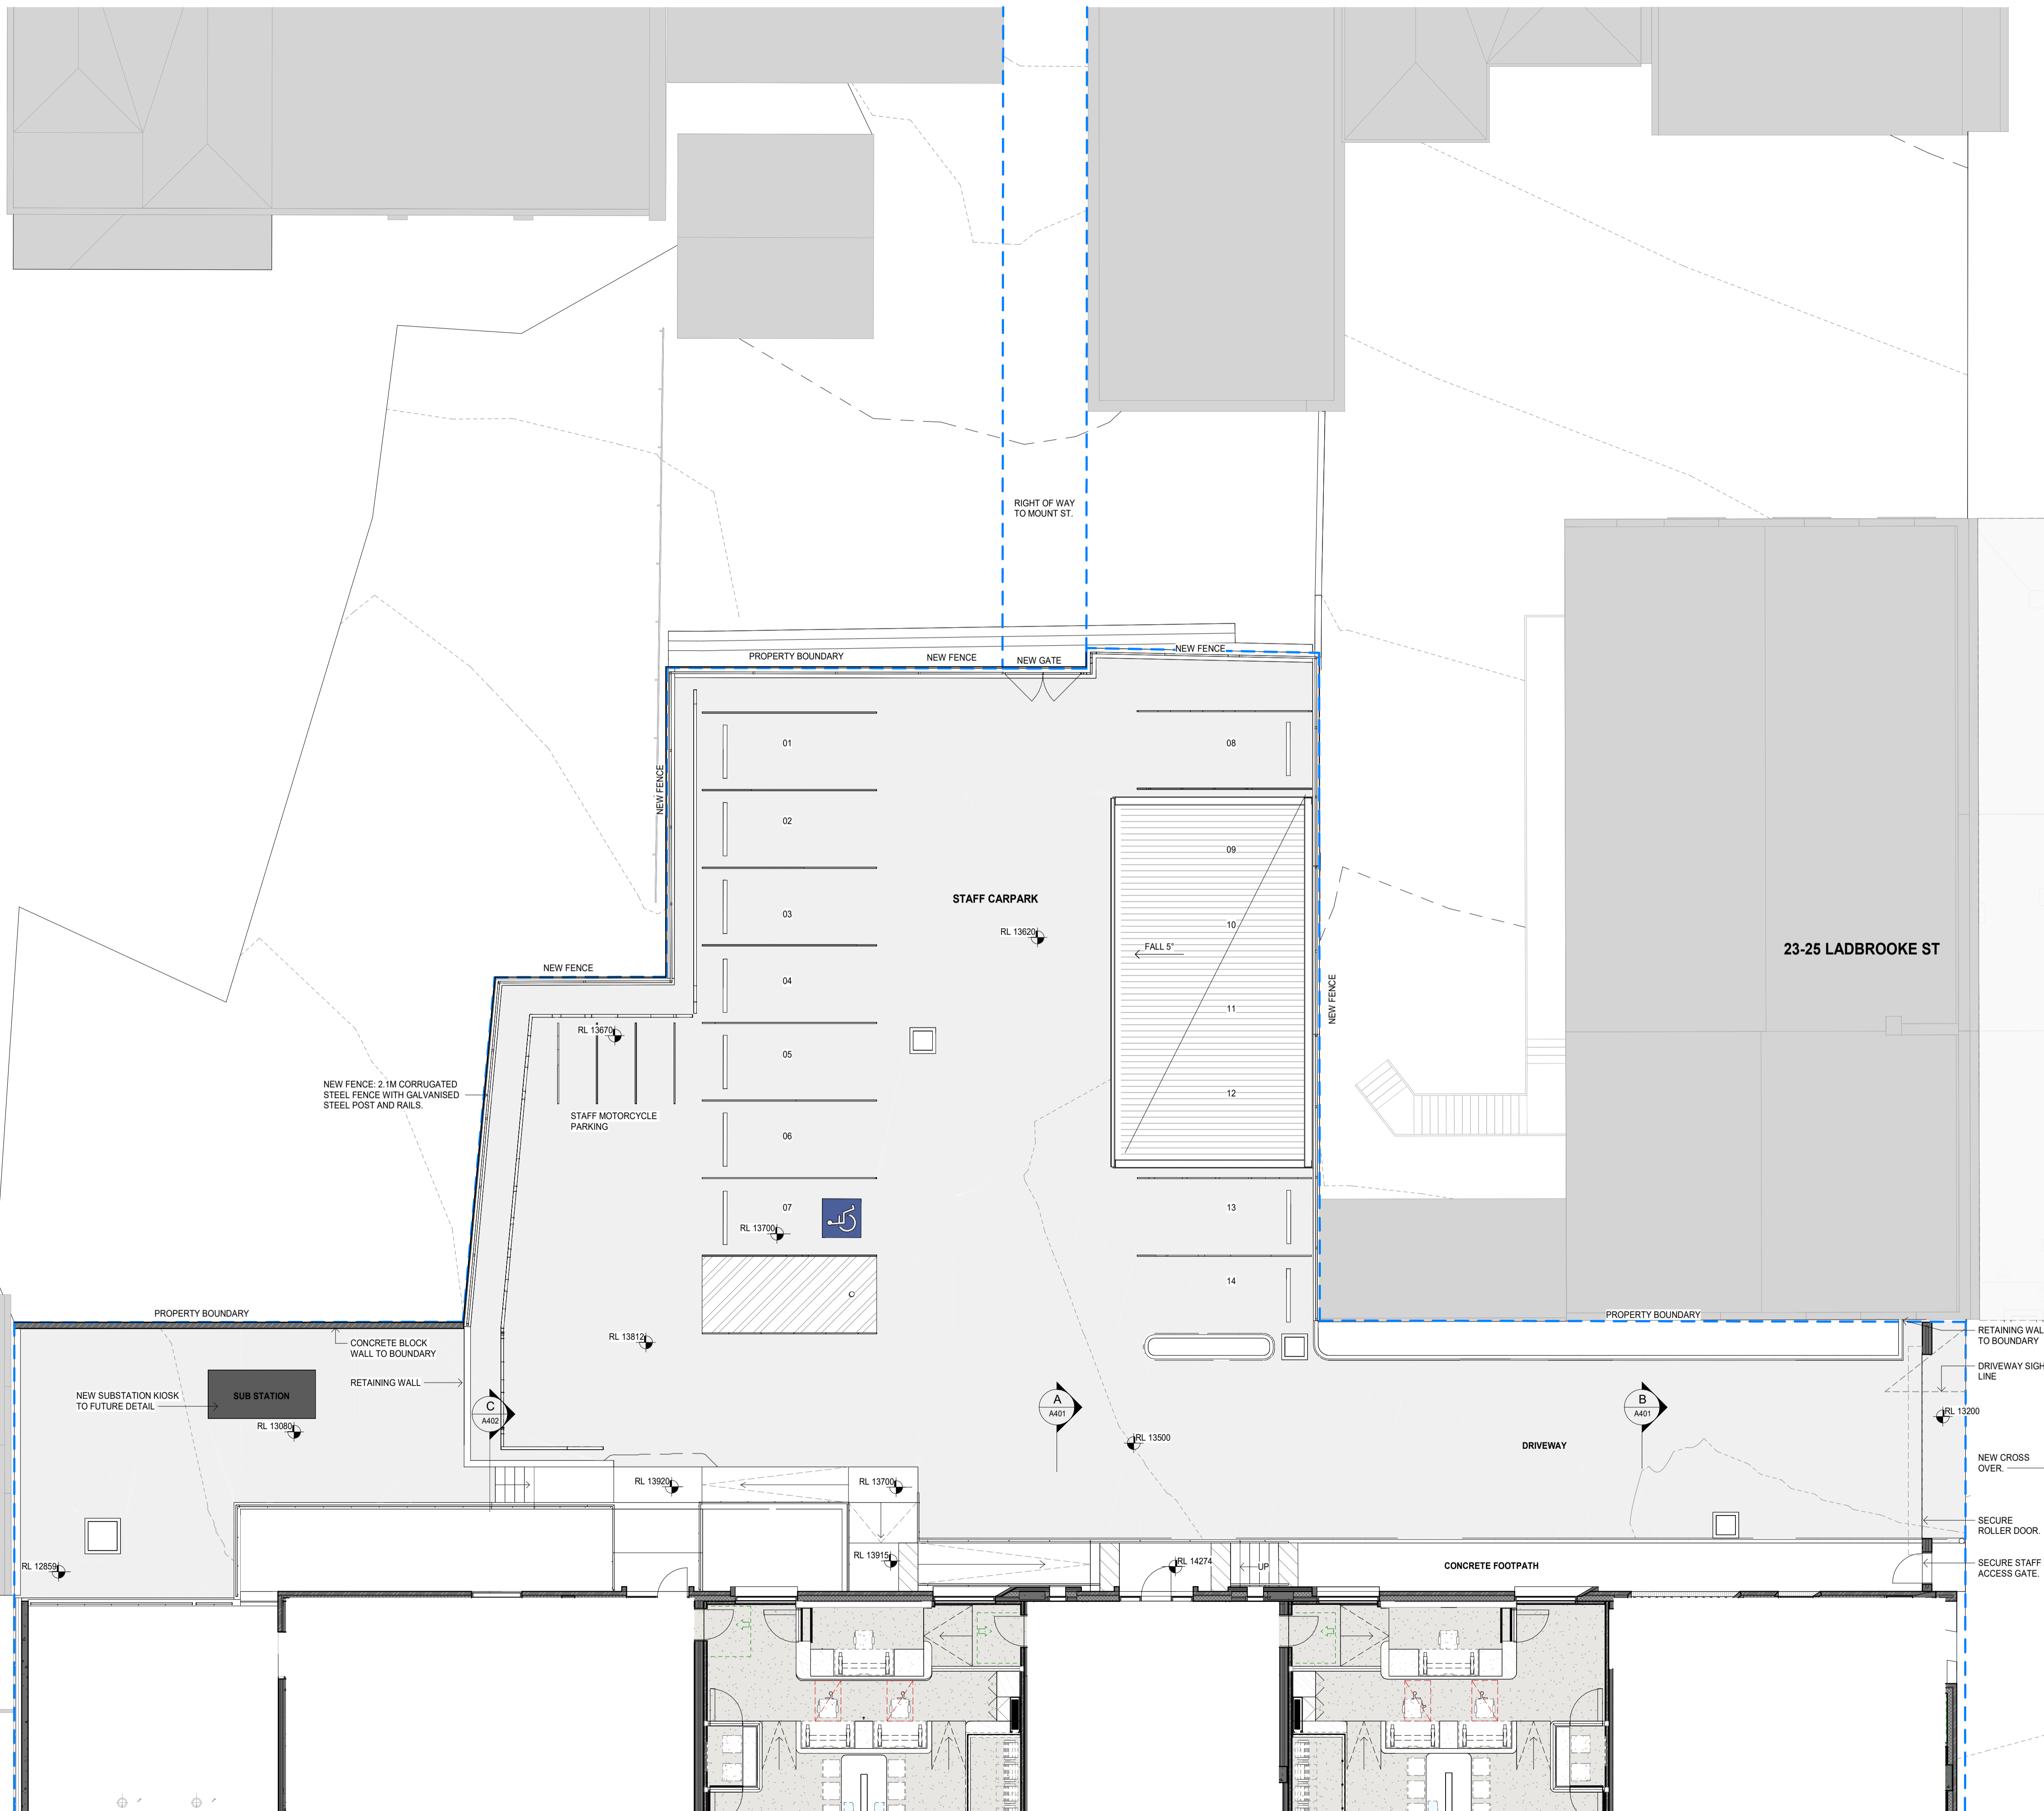 RIGHT OF WAY
TO MOUNT ST.
PROPERTY BOUNDARY
NEW FENCE
NEW GATE
NEW FENCE
01
08
NEW FENCE
02
09
STAFF CARPARK
03
10
RL 13620
FALL 5°
23-25 LADBROOKE ST
NEW FENCE
04
NEW FENCE
11
RL 13670
05
NEW FENCE: 2.1M CORRUGATED
STEEL FENCE WITH GALVANISED
STEEL POST AND RAILS.
12
STAFF MOTORCYCLE
PARKING
06
07
13
RL 13700
14
PROPERTY BOUNDARY
PROPERTY BOUNDARY
RL 13812
CONCRETE BLOCK
WALL TO BOUNDARY
RETAINING WAL
TO BOUNDARY
RETAINING WALL
DRIVEWAY SIGH
LINE
NEW SUBSTATION KIOSK
TO FUTURE DETAIL
SUB STATION
C
A402
A
A401
B
A401
RL 13200
RL 13080
RL 13500
DRIVEWAY
NEW CROSS
OVER.
RL 13920
RL 13700
SECURE
ROLLER DOOR.
RL 12859
RL 13915
RL 14274
UP
CONCRETE FOOTPATH
SECURE STAFF
ACCESS GATE.